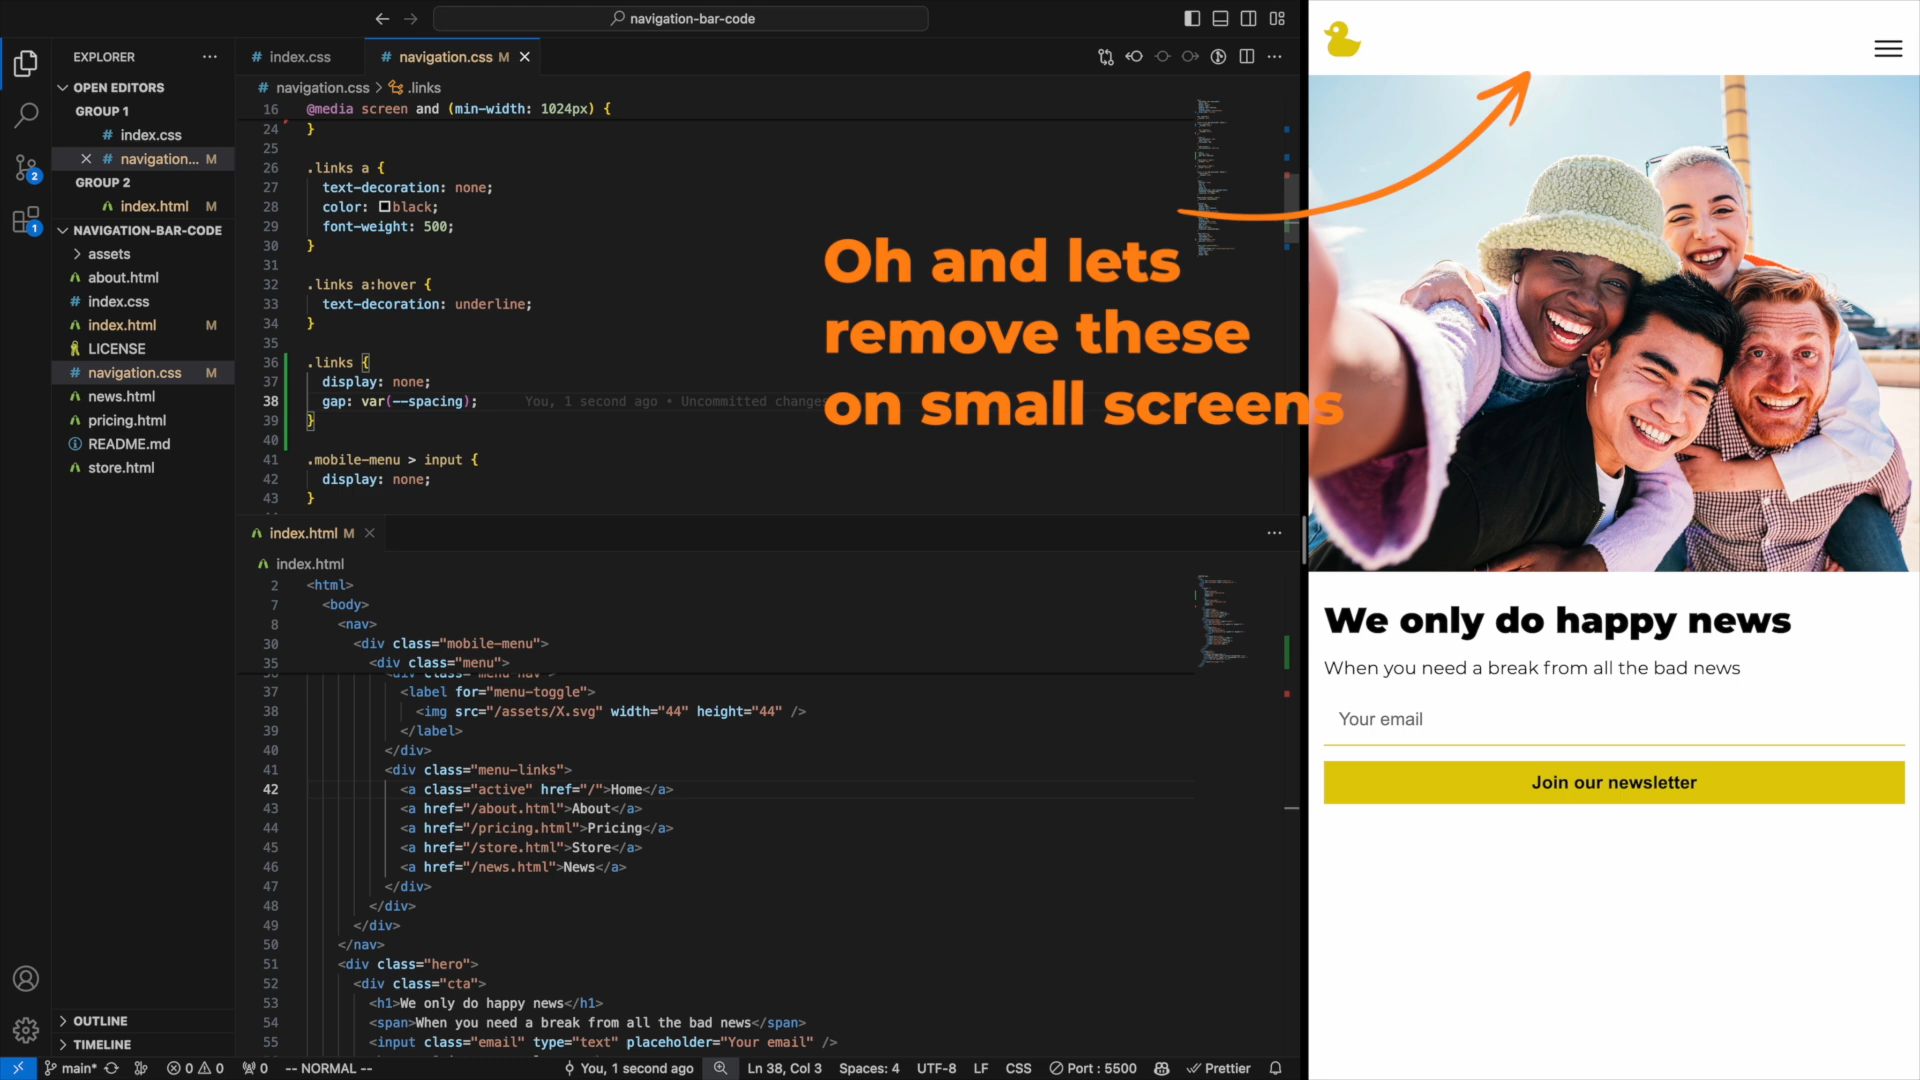 navigation-bar-code
EXPLORER
OPEN EDITORS
GROUP 1
index.css
navigation... M
GROUP 2
index.html M
NAVIGATION-BAR-CODE
assets
about.html
index.css
index.html M
LICENSE
navigation.css M
news.html
pricing.html
README.md
store.html
OUTLINE
TIMELINE
2
1
# index.css
# navigation.css M
# navigation.css > .links
16 @media screen and (min-width: 1024px) {
24 }
25
26 .links a {
27 text-decoration: none;
28 color: black;
29 font-weight: 500;
30 }
31
32 .links a:hover {
33 text-decoration: underline;
34 }
35
36 .links {
37 display: none;
38 gap: var(--spacing); You, 1 second ago • Uncommitted changes
39 }
40
41 .mobile-menu > input {
42 display: none;
43 }
Oh and lets
remove these
on small screens
index.html M
index.html
2 <html>
7 <body>
8 <nav>
30 <div class="mobile-menu">
35 <div class="menu">
37 <label for="menu-toggle">
38 <img src="/assets/X.svg" width="44" height="44" />
39 </label>
40 </div>
41 <div class="menu-links">
42 <a class="active" href="/">Home</a>
43 <a href="/about.html">About</a>
44 <a href="/pricing.html">Pricing</a>
45 <a href="/store.html">Store</a>
46 <a href="/news.html">News</a>
47 </div>
48 </div>
49 </div>
50 </nav>
51 <div class="hero">
52 <div class="cta">
53 <h1>We only do happy news</h1>
54 <span>When you need a break from all the bad news</span>
55 <input class="email" type="text" placeholder="Your email" />
We only do happy news
When you need a break from all the bad news
Your email
Join our newsletter
main* 0 0 0 -- NORMAL -- You, 1 second ago Ln 38, Col 3 Spaces: 4 UTF-8 LF CSS Port : 5500 Prettier